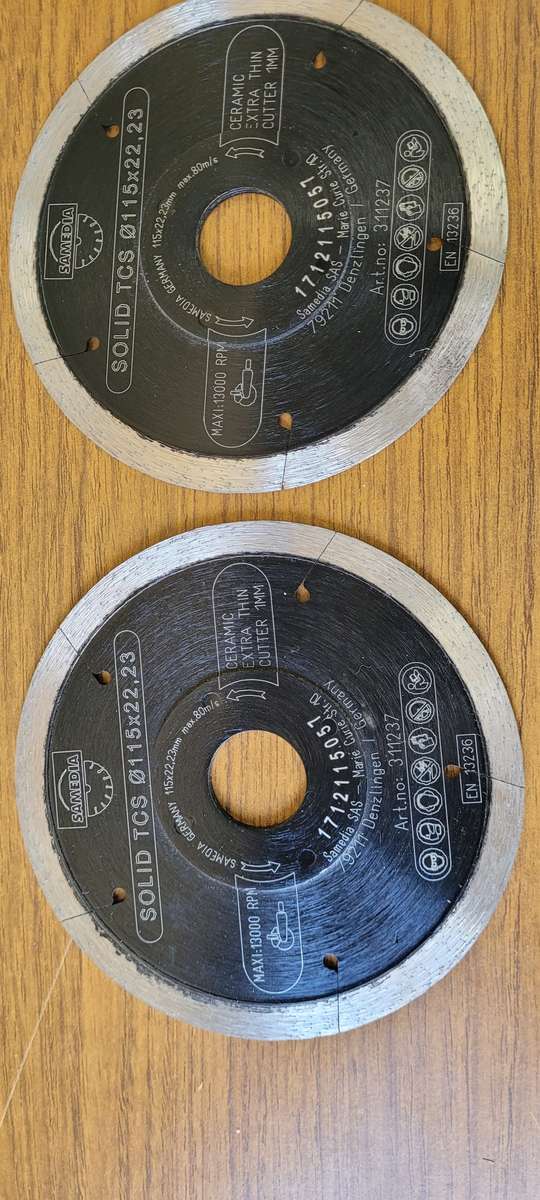 SAMEDIA
SOLID TCS Ø115x22,23
CERAMIC
EXTRA THIN
CUTTER 1MM
SAMEDIA GERMANY 115x22,23mm max.80m/s
MAXI:13000 RPM
1712115051
Samedia SAS - Marie Curie Str.10
79211 Denzlingen / Germany
Art.no: 311237
EN 13236
SAMEDIA
SOLID TCS Ø115x22,23
CERAMIC
EXTRA THIN
CUTTER 1MM
SAMEDIA GERMANY 115x22,23mm max.80m/s
MAXI:13000 RPM
1712115051
Samedia SAS - Marie Curie Str.10
79211 Denzlingen / Germany
Art.no: 311237
EN 13236